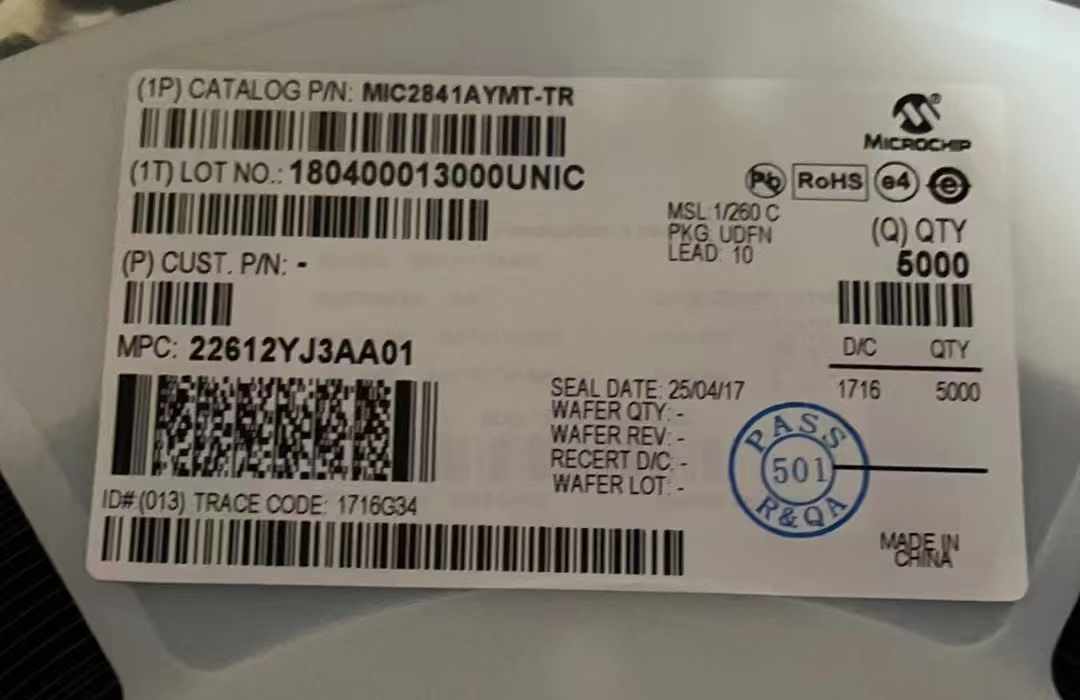 (1P) CATALOG P/N: MIC2841AYMT-TR
MICROCHIP
(1T) LOT NO.: 180400013000UNIC
Pb RoHS e4 e
MSL:1/260 C
PKG: UDFN
LEAD: 10
(Q) QTY
5000
(P) CUST. P/N: -
MPC: 22612YJ3AA01
D/C QTY
1716 5000
SEAL DATE: 25/04/17
WAFER QTY: -
WAFER REV: -
RECERT D/C: -
WAFER LOT: -
PASS
501
R&QA
ID#:(013) TRACE CODE: 1716G34
MADE IN
CHINA